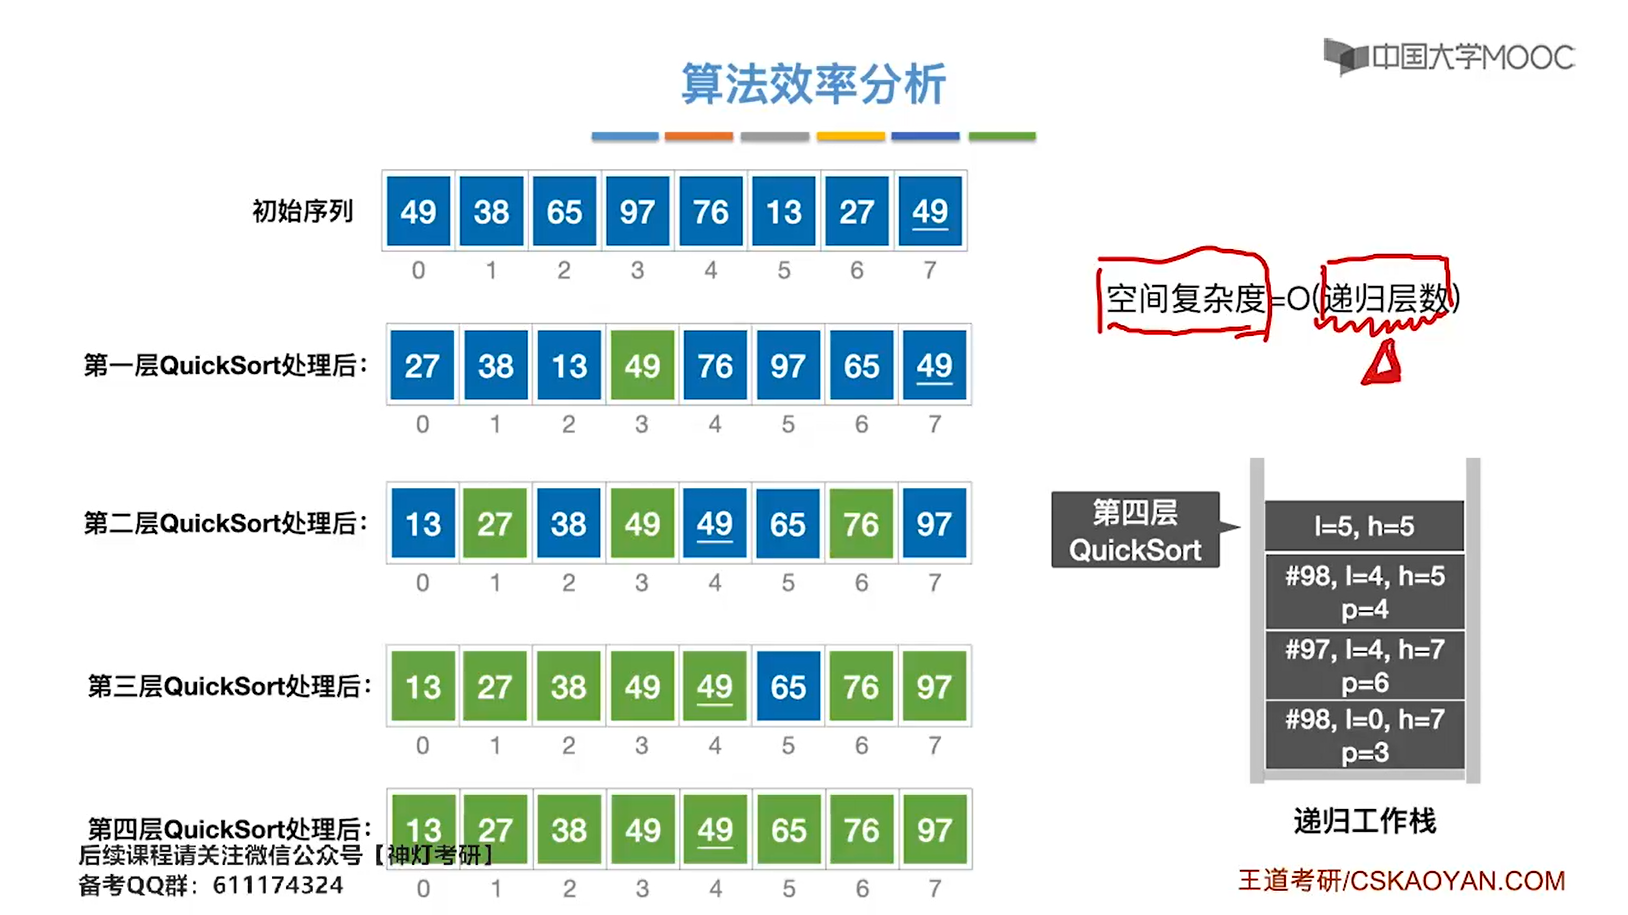 中国大学MOOC
算法效率分析
初始序列 49 38 65 97 76 13 27 49
0 1 2 3 4 5 6 7
空间复杂度=O(递归层数)
第一层QuickSort处理后： 27 38 13 49 76 97 65 49
0 1 2 3 4 5 6 7
第二层QuickSort处理后： 13 27 38 49 49 65 76 97
0 1 2 3 4 5 6 7
第三层QuickSort处理后： 13 27 38 49 49 65 76 97
0 1 2 3 4 5 6 7
第四层QuickSort处理后： 13 27 38 49 49 65 76 97
0 1 2 3 4 5 6 7
第四层
QuickSort
l=5, h=5
#98, l=4, h=5
p=4
#97, l=4, h=7
p=6
#98, l=0, h=7
p=3
递归工作栈
后续课程请关注微信公众号【神灯考研】
备考QQ群：611174324
王道考研/CSKAOYAN.COM